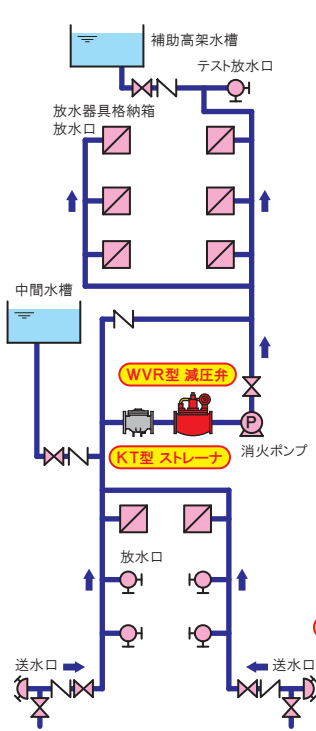 補助高架水槽
テスト放水口
放水器具格納箱
放水口
中間水槽
WVR型 減圧弁
P
消火ポンプ
KT型 ストレーナ
放水口
送水口
送水口